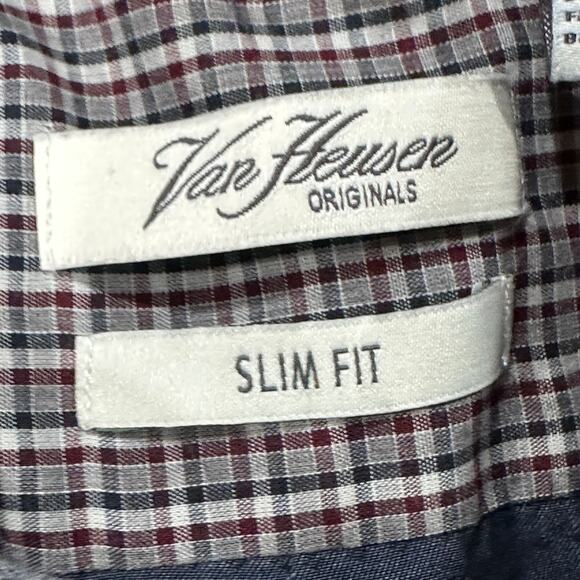 Van Heusen
ORIGINALS
SLIM FIT